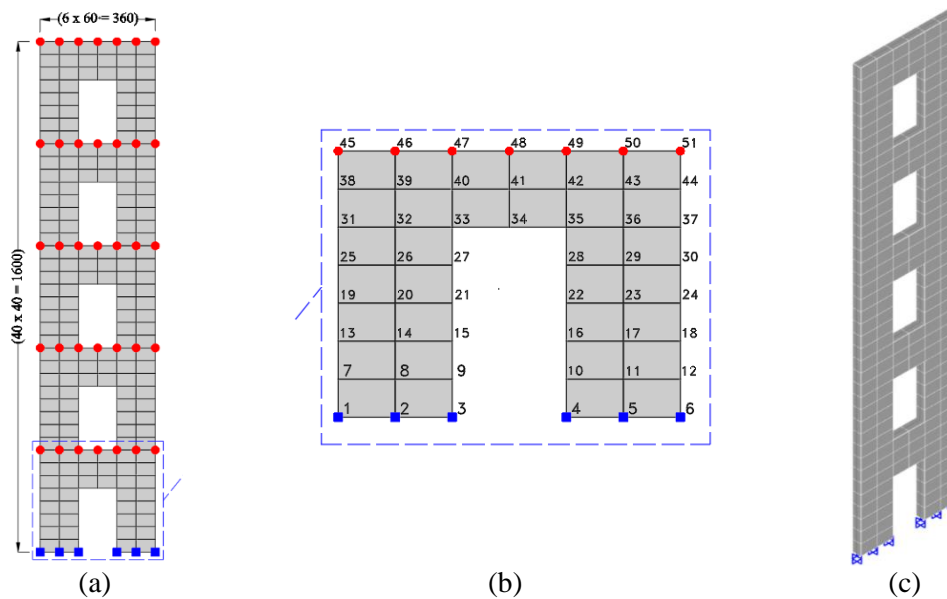 (6 x 60 = 360)
(40 x 40 = 1600)
45 46 47 48 49 50 51
38 39 40 41 42 43 44
31 32 33 34 35 36 37
25 26 27 28 29 30
19 20 21 22 23 24
13 14 15 16 17 18
7 8 9 10 11 12
1 2 3 4 5 6
(a) (b) (c)